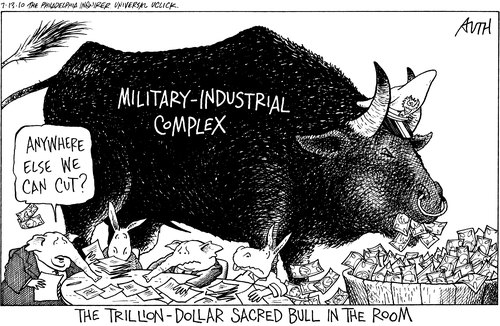 7-13-10 THE PHILADELPHIA INQUIRER UNIVERSAL UCLICK.
AUTH
MILITARY-INDUSTRIAL
COMPLEX
ANYWHERE
ELSE WE
CAN CUT?
THE TRILLION-DOLLAR SACRED BULL IN THE ROOM